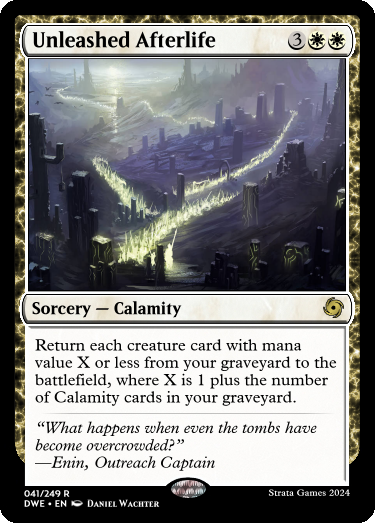 Unleashed Afterlife 3
Sorcery — Calamity
Return each creature card with mana
value X or less from your graveyard to the
battlefield, where X is 1 plus the number
of Calamity cards in your graveyard.
“What happens when even the tombs have
become overcrowded?”
—Enin, Outreach Captain
041/249 R
DWE • EN Daniel Wachter
Strata Games 2024